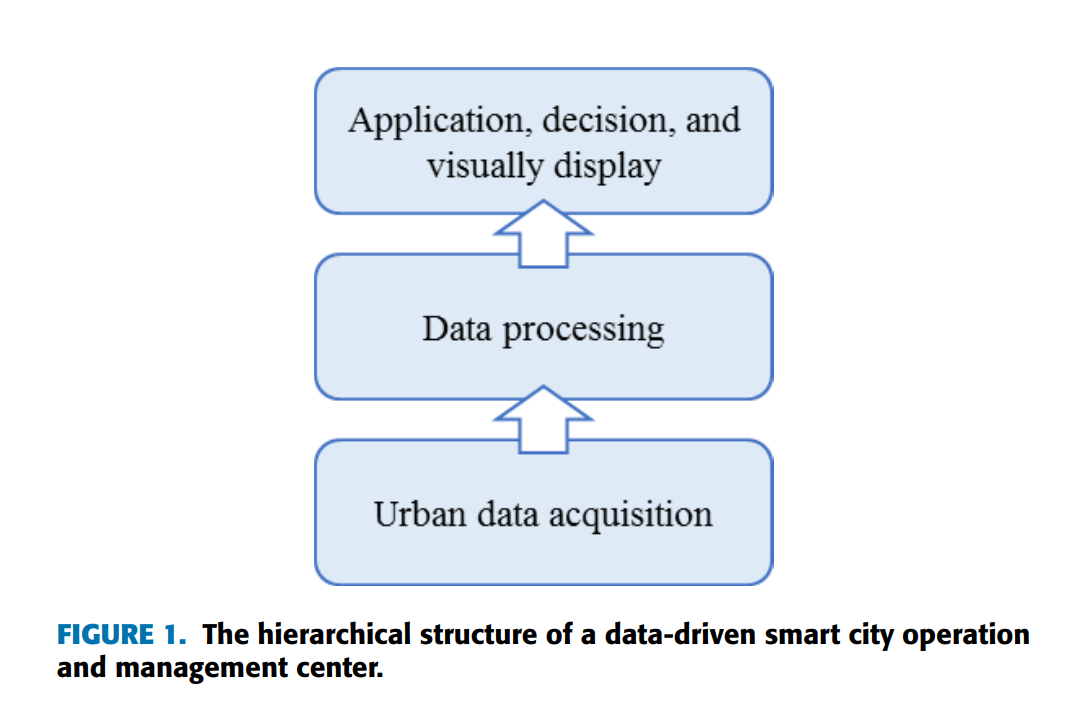 Application, decision, and
visually display
Data processing
Urban data acquisition
FIGURE 1. The hierarchical structure of a data-driven smart city operation
and management center.